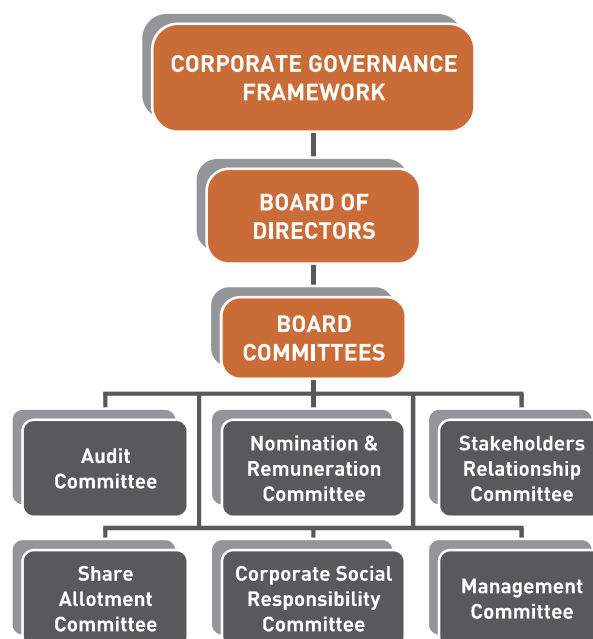 CORPORATE GOVERNANCE
FRAMEWORK
BOARD OF
DIRECTORS
BOARD
COMMITTEES
Audit
Committee
Nomination &
Remuneration
Committee
Stakeholders
Relationship
Committee
Share
Allotment
Committee
Corporate Social
Responsibility
Committee
Management
Committee